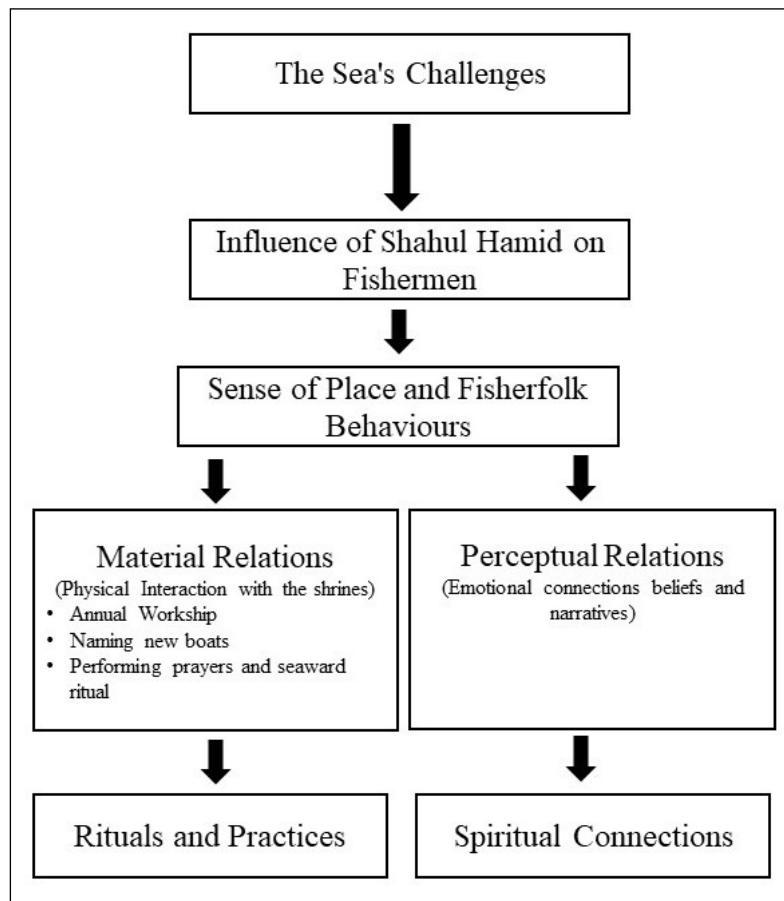 The Sea's Challenges
Influence of Shahul Hamid on
Fishermen
Sense of Place and Fisherfolk
Behaviours
Material Relations
(Physical Interaction with the shrines)
• Annual Workship
• Naming new boats
• Performing prayers and seaward
ritual
Perceptual Relations
(Emotional connections beliefs and
narratives)
Rituals and Practices
Spiritual Connections